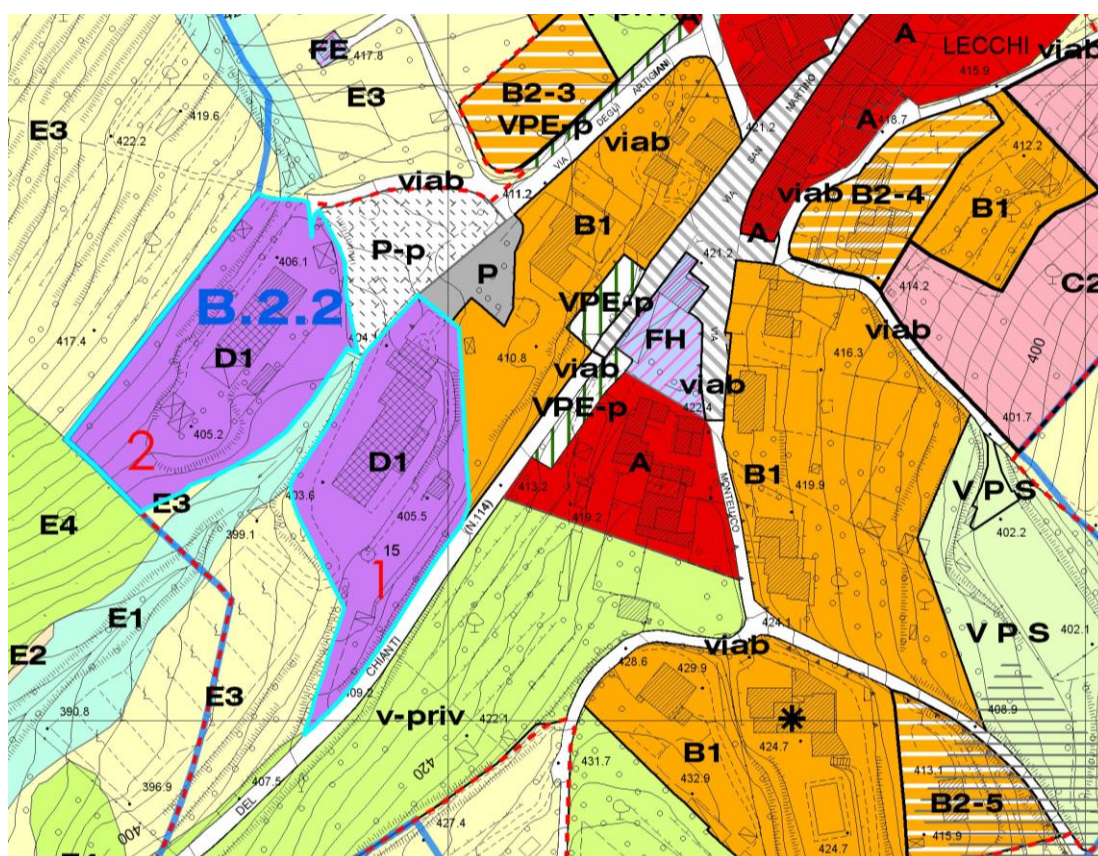 V-priv
A
LECCHI
415.9
viab
FE
417.8
E3
B2-3
VPE-p
VIA DEGLI ARTIGIANI
viab
421.2
VIA SAN MARTINO
A
418.7
412.2
E3
419.6
422.2
viab
411.2
viab
B2-4
B1
B1
P-p
P
A
421.2
414.2
C2
406.1
B.2.2
VPE-p
FH
viab
400
417.4
404.1
410.8
viab
416.3
D1
VPE-p
viab
422.4
401.7
405.2
2
D1
A
B1
413.2
419.9
V P S
E3
403.6
405.5
(N.114)
419.2
MONTELUCO
402.2
E4
399.1
15
1
E1
CHIANTI
424.1
V P S
402.1
E2
viab
428.6
429.9
E3
409.2
390.8
v-priv
422.1
408.9
B1
424.7
420
431.7
432.9
413.1
407.5
DEL
B2-5
396.9
400
427.4
424.7
415.9